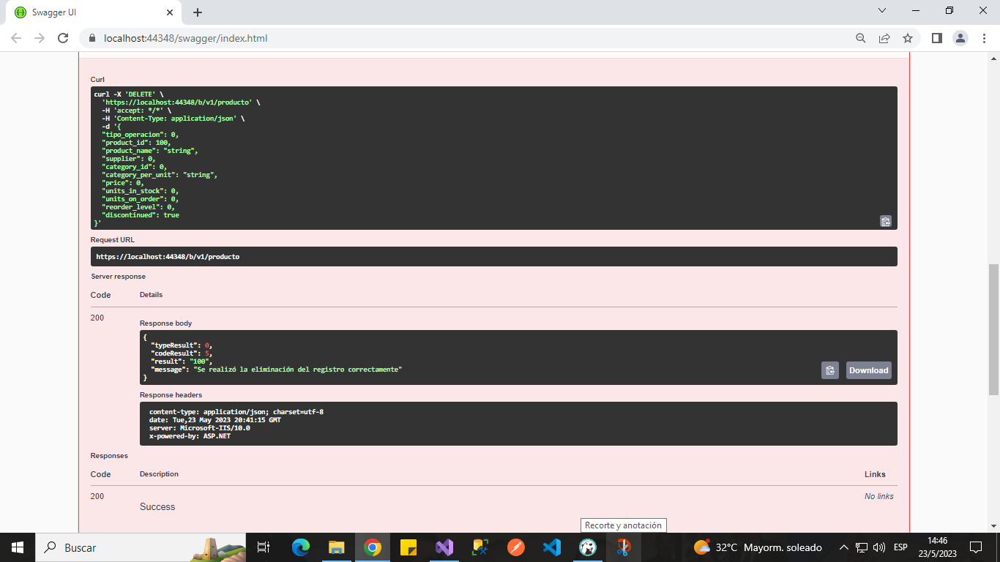 Swagger UI
localhost:44348/swagger/index.html
Curl
curl -X 'DELETE' \
  'https://localhost:44348/b/v1/producto' \
  -H 'accept: */*' \
  -H 'Content-Type: application/json' \
  -d '{
  "tipo_operacion": 0,
  "product_id": 100,
  "product_name": "string",
  "supplier": 0,
  "category_id": 0,
  "category_per_unit": "string",
  "price": 0,
  "units_in_stock": 0,
  "units_on_order": 0,
  "reorder_level": 0,
  "discontinued": true
}'
Request URL
https://localhost:44348/b/v1/producto
Server response
Code Details
200
Response body
{
  "typeResult": 0,
  "codeResult": 5,
  "result": "100",
  "message": "Se realizó la eliminación del registro correctamente"
}
Download
Response headers
content-type: application/json; charset=utf-8
date: Tue,23 May 2023 20:41:15 GMT
server: Microsoft-IIS/10.0
x-powered-by: ASP.NET
Responses
Code Description Links
200 No links
Success
Recorte y anotación
Buscar
32°C Mayorm. soleado
ESP
14:46
23/5/2023